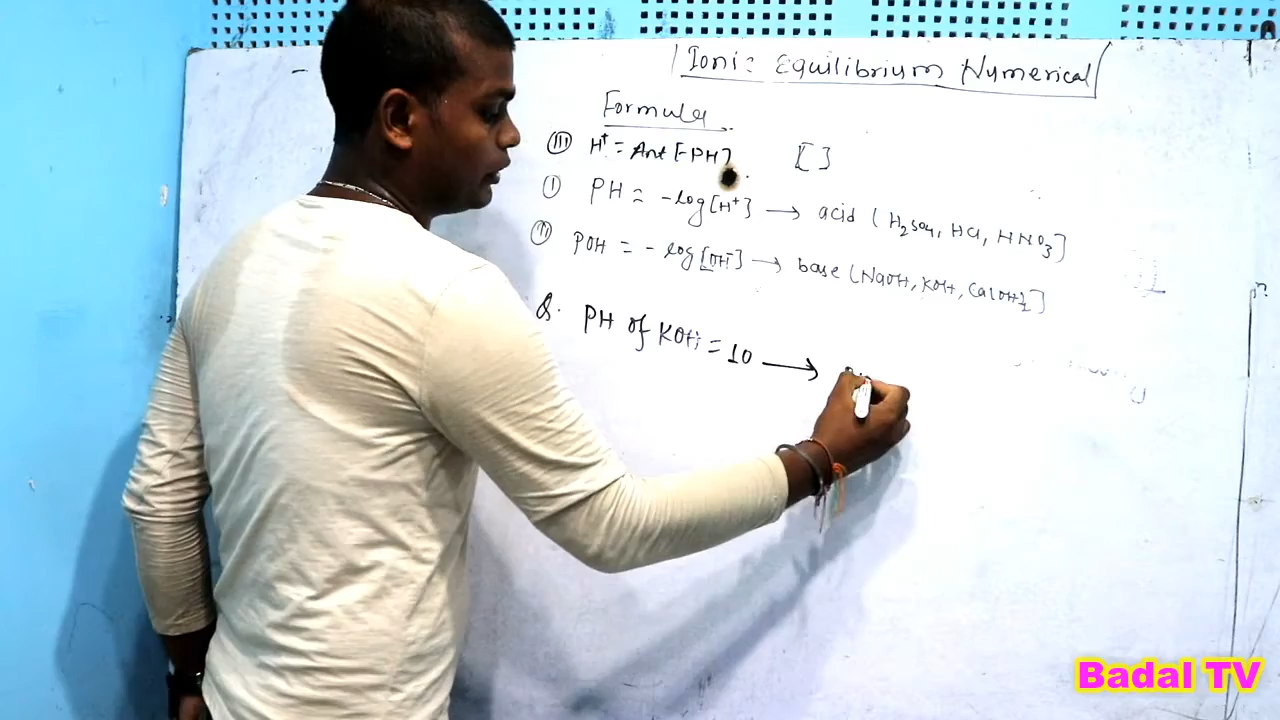 Ionic Equilibrium Numerical
Formula
(III) H⁺ = Ant [-PH] [ ]
(I) PH = -log[H⁺] → acid (H₂SO₄, HCl, HNO₃]
(II) POH = -log[OH⁻] → base (NaOH, KOH, Ca(OH)₂]
Q. PH of KOH = 10 →
Badal TV